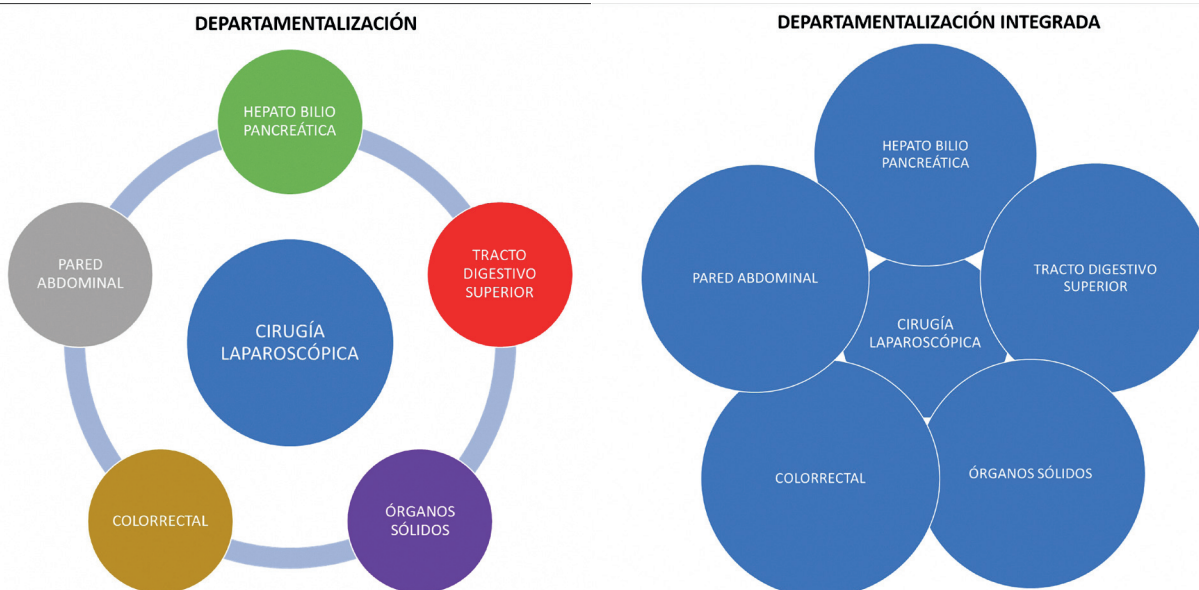 DEPARTAMENTALIZACIÓN
HEPATO BILIO
PANCREÁTICA
PARED
ABDOMINAL
TRACTO
DIGESTIVO
SUPERIOR
CIRUGÍA
LAPAROSCÓPICA
COLORRECTAL
ÓRGANOS
SÓLIDOS
DEPARTAMENTALIZACIÓN INTEGRADA
HEPATO BILIO
PANCREÁTICA
PARED ABDOMINAL
TRACTO DIGESTIVO
SUPERIOR
CIRUGÍA
LAPAROSCÓPICA
COLORRECTAL
ÓRGANOS SÓLIDOS